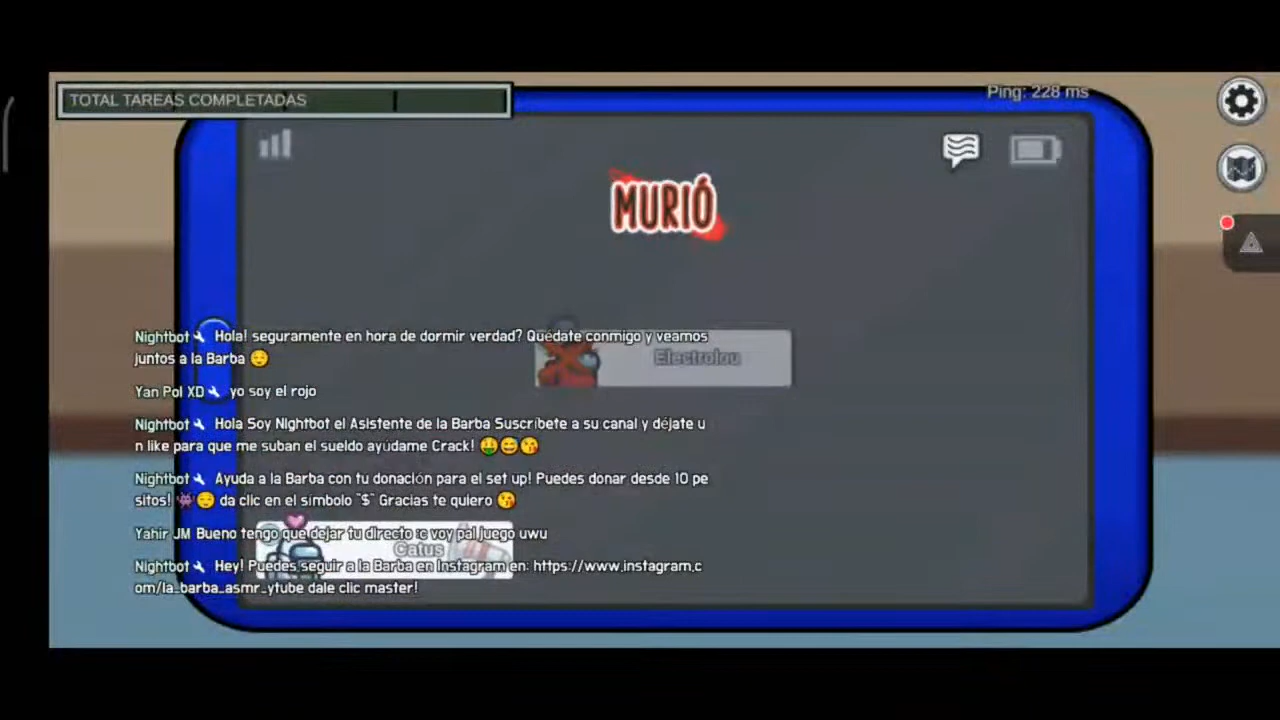 TOTAL TAREAS COMPLETADAS
Ping: 228 ms
MURIÓ
Electrolou
Nightbot Hola! seguramente en hora de dormir verdad? Quédate conmigo y veamos
juntos a la Barba 😌
Yan Pol XD yo soy el rojo
Nightbot Hola Soy Nightbot el Asistente de la Barba Suscríbete a su canal y déjate u
n like para que me suban el sueldo ayúdame Crack! 🤑😅😘
Nightbot Ayuda a la Barba con tu donación para el set up! Puedes donar desde 10 pe
sitos! 👾😌 da clic en el símbolo "$" Gracias te quiero 😘
Yahir JM Bueno tengo que dejar tu directo :c voy pal juego uwu
Catus
Nightbot Hey! Puedes seguir a la Barba en Instagram en: https://www.instagram.c
om/la_barba_asmr_ytube dale clic master!